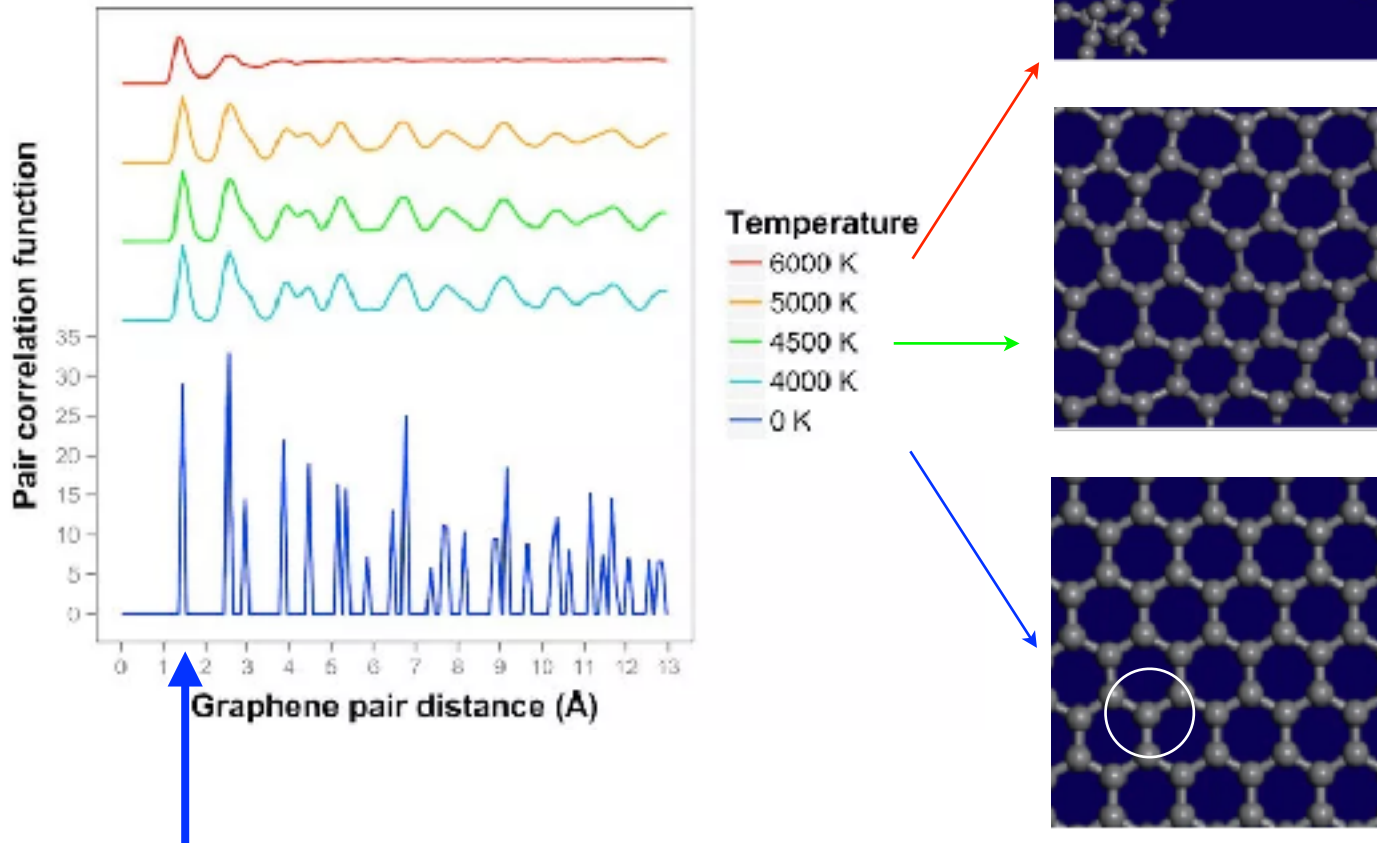 Pair correlation function
35
30
25
20
15
10
5
0
0 1 2 3 4 5 6 7 8 9 10 11 12 13
Graphene pair distance (Å)
Temperature
6000 K
5000 K
4500 K
4000 K
0 K